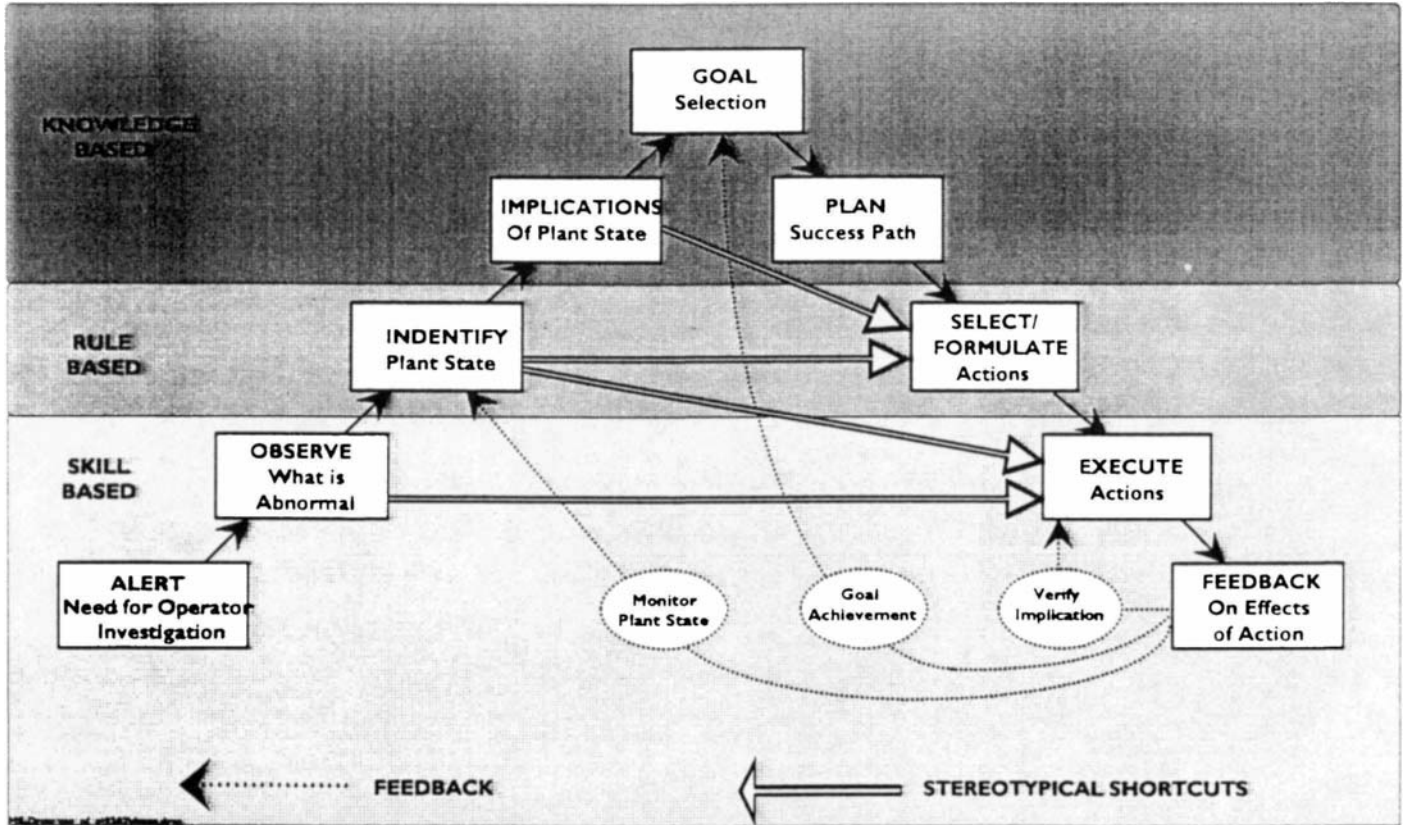 GOAL
Selection
KNOWLEDGE
BASED
IMPLICATIONS
Of Plant State
PLAN
Success Path
RULE
BASED
INDENTIFY
Plant State
SELECT/
FORMULATE
Actions
SKILL
BASED
OBSERVE
What is
Abnormal
EXECUTE
Actions
ALERT
Need for Operator
Investigation
Monitor
Plant State
Goal
Achievement
Verify
Implication
FEEDBACK
On Effects
of Action
FEEDBACK
STEREOTYPICAL SHORTCUTS